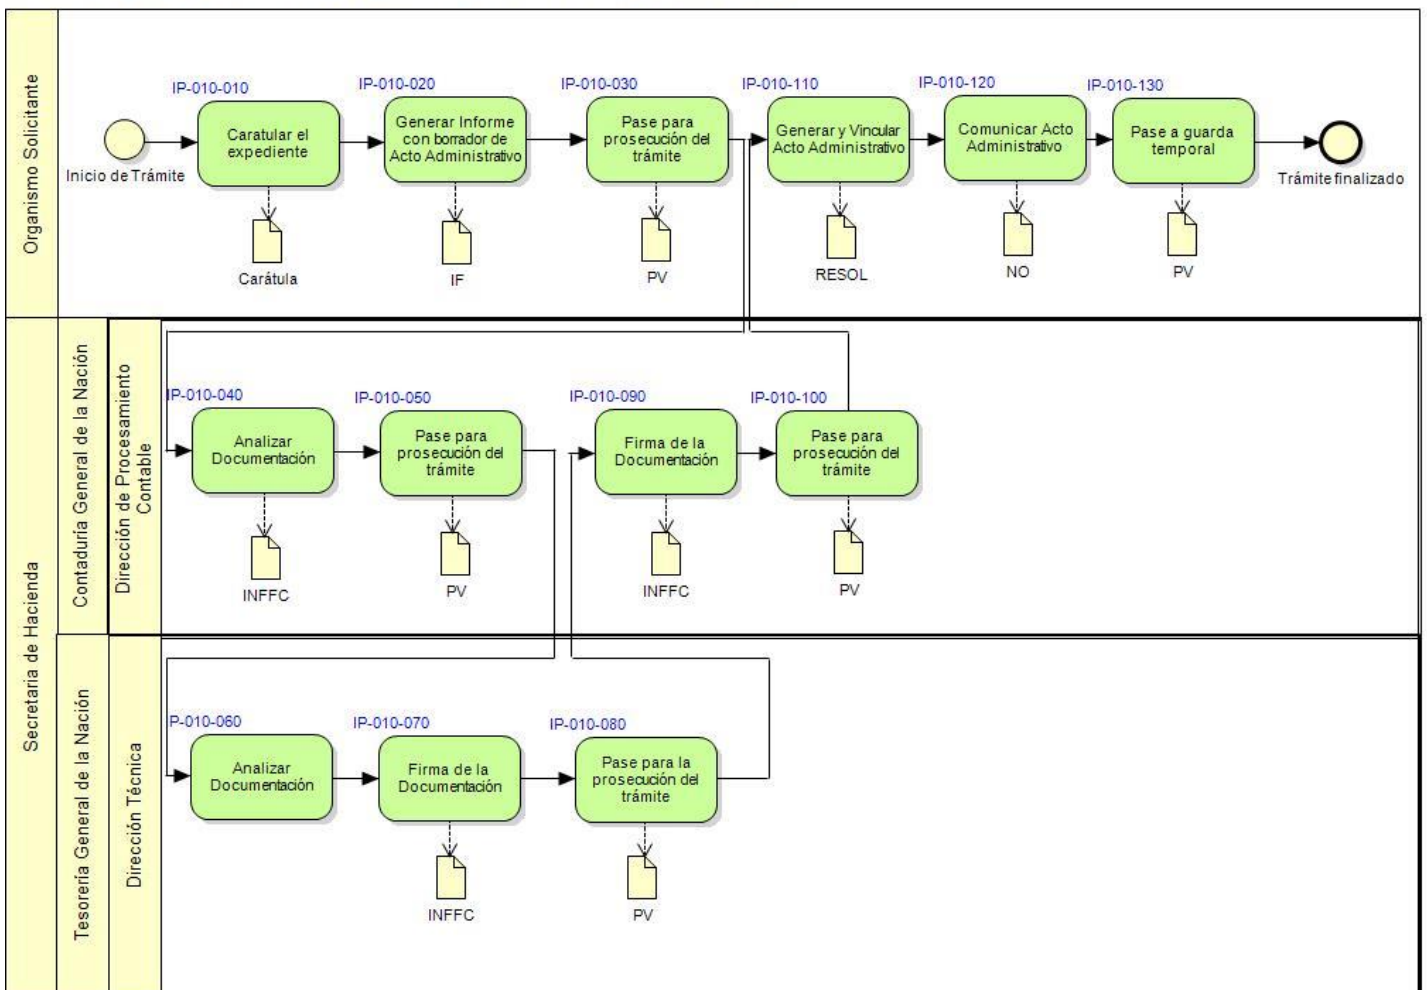 Organismo Solicitante
IP-010-010
IP-010-020
IP-010-030
IP-010-110
IP-010-120
IP-010-130
Inicio de Trámite
Caratular el
expediente
Generar Informe
con borrador de
Acto Administrativo
Pase para
prosecución del
trámite
Generar y Vincular
Acto Administrativo
Comunicar Acto
Administrativo
Pase a guarda
temporal
Trámite finalizado
Carátula
IF
PV
RESOL
NO
PV
Secretaria de Hacienda
Contaduría General de la Nación
Dirección de Procesamiento
Contable
IP-010-040
IP-010-050
IP-010-090
IP-010-100
Analizar
Documentación
Pase para
prosecución del
trámite
Firma de la
Documentación
Pase para
prosecución del
trámite
INFFC
PV
INFFC
PV
Tesorería General de la Nación
Dirección Técnica
P-010-060
IP-010-070
IP-010-080
Analizar
Documentación
Firma de la
Documentación
Pase para la
prosecución del
trámite
INFFC
PV